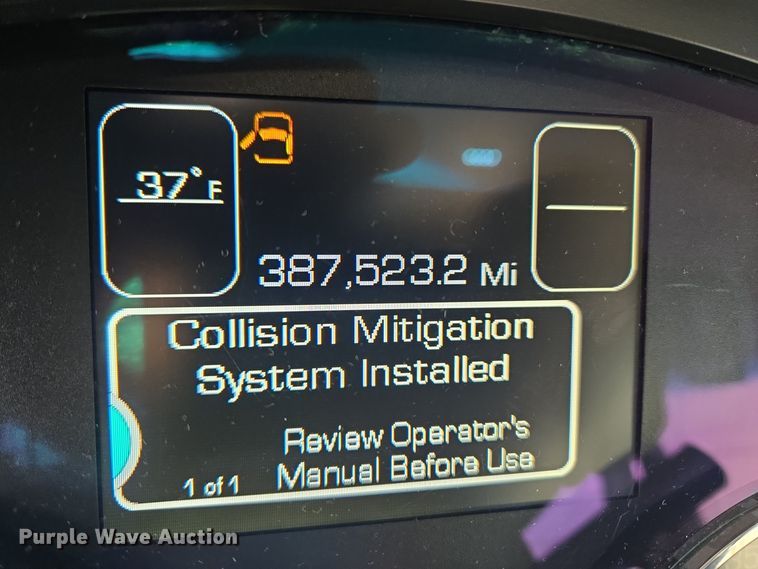 37°F
387,523.2 Mi
Collision Mitigation
System Installed
Review Operator's
1 of 1 Manual Before Use
Purple Wave Auction